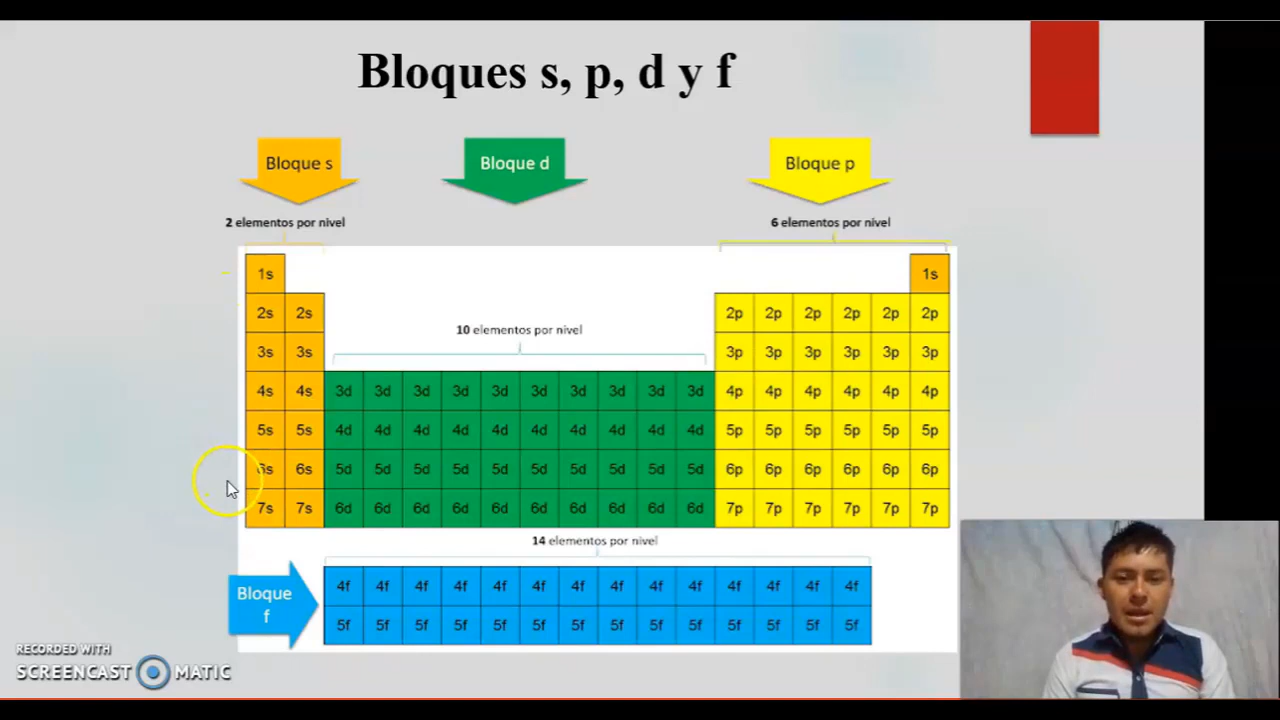 Bloques s, p, d y f
Bloque s
Bloque d
Bloque p
2 elementos por nivel
6 elementos por nivel
1s 1s
2s 2s 2p 2p 2p 2p 2p 2p
10 elementos por nivel
3s 3s 3p 3p 3p 3p 3p 3p
4s 4s 3d 3d 3d 3d 3d 3d 3d 3d 3d 3d 4p 4p 4p 4p 4p 4p
5s 5s 4d 4d 4d 4d 4d 4d 4d 4d 4d 4d 5p 5p 5p 5p 5p 5p
6s 6s 5d 5d 5d 5d 5d 5d 5d 5d 5d 5d 6p 6p 6p 6p 6p 6p
7s 7s 6d 6d 6d 6d 6d 6d 6d 6d 6d 6d 7p 7p 7p 7p 7p 7p
14 elementos por nivel
Bloque
f
4f 4f 4f 4f 4f 4f 4f 4f 4f 4f 4f 4f 4f 4f
5f 5f 5f 5f 5f 5f 5f 5f 5f 5f 5f 5f 5f 5f
RECORDED WITH
SCREENCAST MATIC